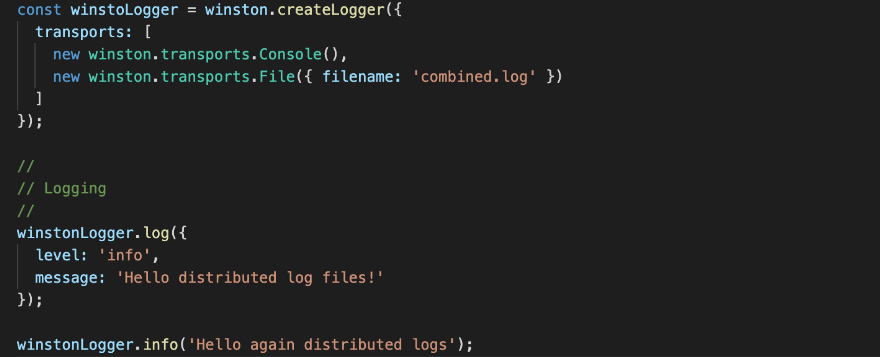 const winstoLogger = winston.createLogger({
  transports: [
    new winston.transports.Console(),
    new winston.transports.File({ filename: 'combined.log' })
  ]
});

//
// Logging
//
winstonLogger.log({
  level: 'info',
  message: 'Hello distributed log files!'
});

winstonLogger.info('Hello again distributed logs');